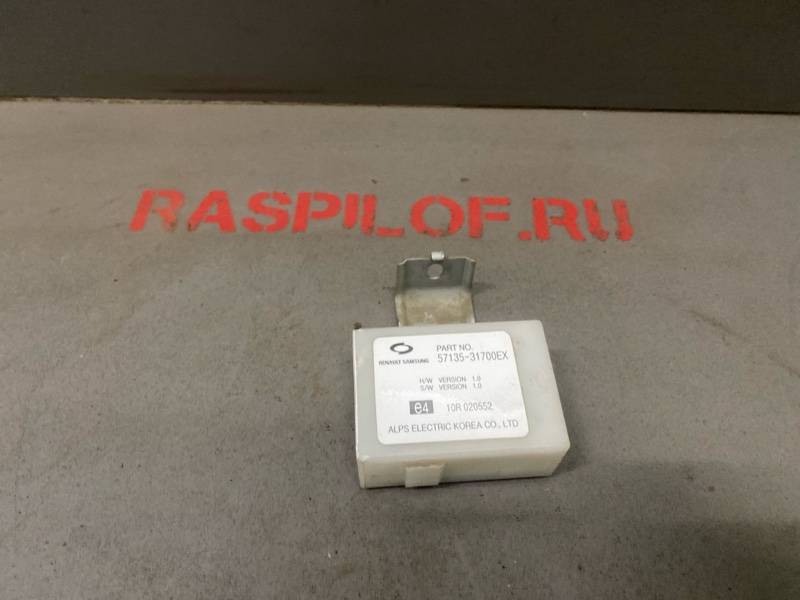 RASPILOF.RU
RENAULT SAMSUNG
PART NO.
57135-31700EX
H/W VERSION 1.0
S/W VERSION 1.0
e4 10R 020552
ALPS ELECTRIC KOREA CO., LTD